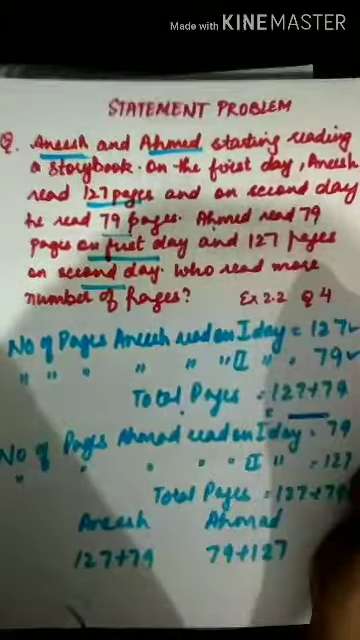 Made with KINEMASTER
STATEMENT PROBLEM
Q. Aneesh and Ahmed starting reading
a storybook. On the first day, Aneesh
read 127 pages and on second day
he read 79 pages. Ahmed read 79
pages on first day and 127 pages
on second day. Who read more
number of pages? Ex 2.2 Q 4
No of Pages Aneesh read on I day = 127
" " " " " " II " = 79
Total Pages = 127+79
No of Pages Ahmad read on I day = 79
" " " " II " = 127
Total Pages = 127+79
Aneesh Ahmad
127+79 79+127